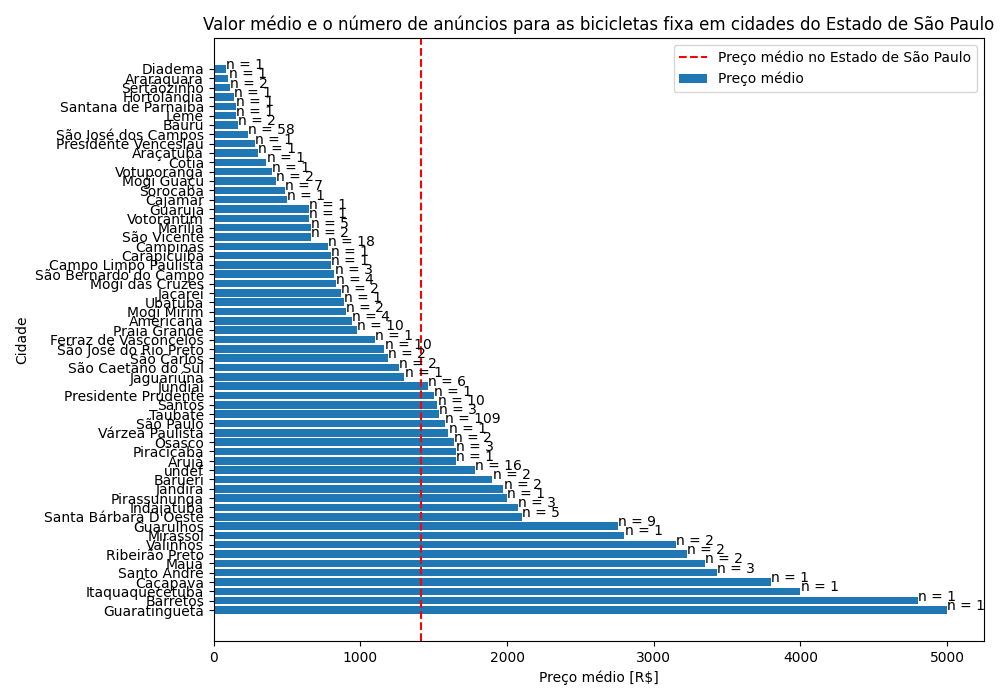 Valor médio e o número de anúncios para as bicicletas fixa em cidades do Estado de São Paulo
Preço médio no Estado de São Paulo
Preço médio
Cidade
Diadema n = 1
Araraquara n = 1
Sertãozinho n = 2
Hortolândia n = 1
Santana de Parnaíba n = 1
Leme n = 1
Bauru n = 2
São José dos Campos n = 58
Presidente Venceslau n = 1
Araçatuba n = 1
Cotia n = 1
Votuporanga n = 1
Mogi Guaçu n = 2
Sorocaba n = 7
Cajamar n = 1
Guarujá n = 1
Votorantim n = 1
Marília n = 5
São Vicente n = 2
Campinas n = 18
Carapicuíba n = 1
Campo Limpo Paulista n = 1
São Bernardo do Campo n = 3
Mogi das Cruzes n = 4
Jacareí n = 2
Ubatuba n = 1
Mogi Mirim n = 2
Americana n = 4
Praia Grande n = 10
Ferraz de Vasconcelos n = 1
São José do Rio Preto n = 10
São Carlos n = 2
São Caetano do Sul n = 2
Jaguariúna n = 1
Jundiaí n = 6
Presidente Prudente n = 1
Santos n = 10
Taubaté n = 3
São Paulo n = 109
Várzea Paulista n = 1
Osasco n = 2
Piracicaba n = 3
Arujá n = 1
undef n = 16
Barueri n = 2
Jandira n = 2
Pirassununga n = 1
Indaiatuba n = 3
Santa Bárbara D'Oeste n = 5
Guarulhos n = 9
Mirassol n = 1
Valinhos n = 2
Ribeirão Preto n = 2
Mauá n = 2
Santo André n = 3
Caçapava n = 1
Itaquaquecetuba n = 1
Barretos n = 1
Guaratinguetá n = 1
0 1000 2000 3000 4000 5000
Preço médio [R$]